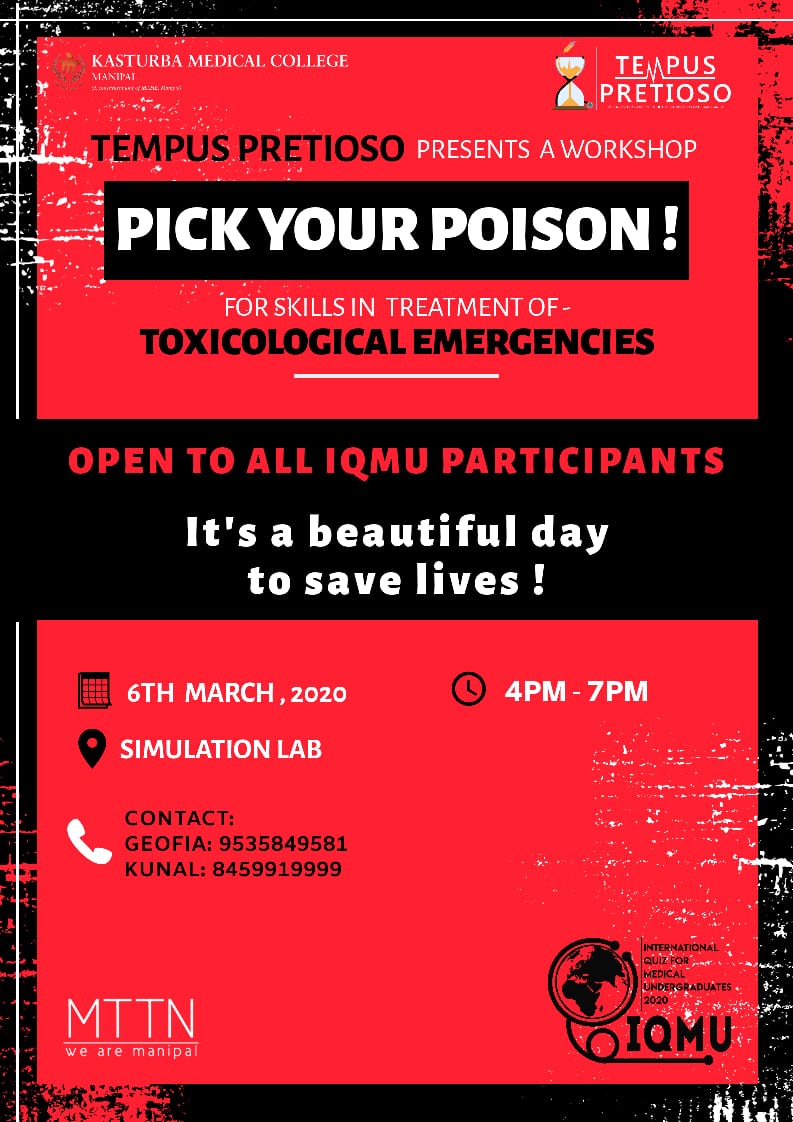 KASTURBA MEDICAL COLLEGE
MANIPAL
TEMPUS
PRETIOSO
TEMPUS PRETIOSO PRESENTS A WORKSHOP
PICK YOUR POISON !
FOR SKILLS IN TREATMENT OF -
TOXICOLOGICAL EMERGENCIES
OPEN TO ALL IQMU PARTICIPANTS
It's a beautiful day
to save lives !
6TH MARCH , 2020
4PM - 7PM
SIMULATION LAB
CONTACT:
GEOFIA: 9535849581
KUNAL: 8459919999
INTERNATIONAL
QUIZ FOR
MEDICAL
UNDERGRADUATES
2020
IQMU
MTTN
we are manipal